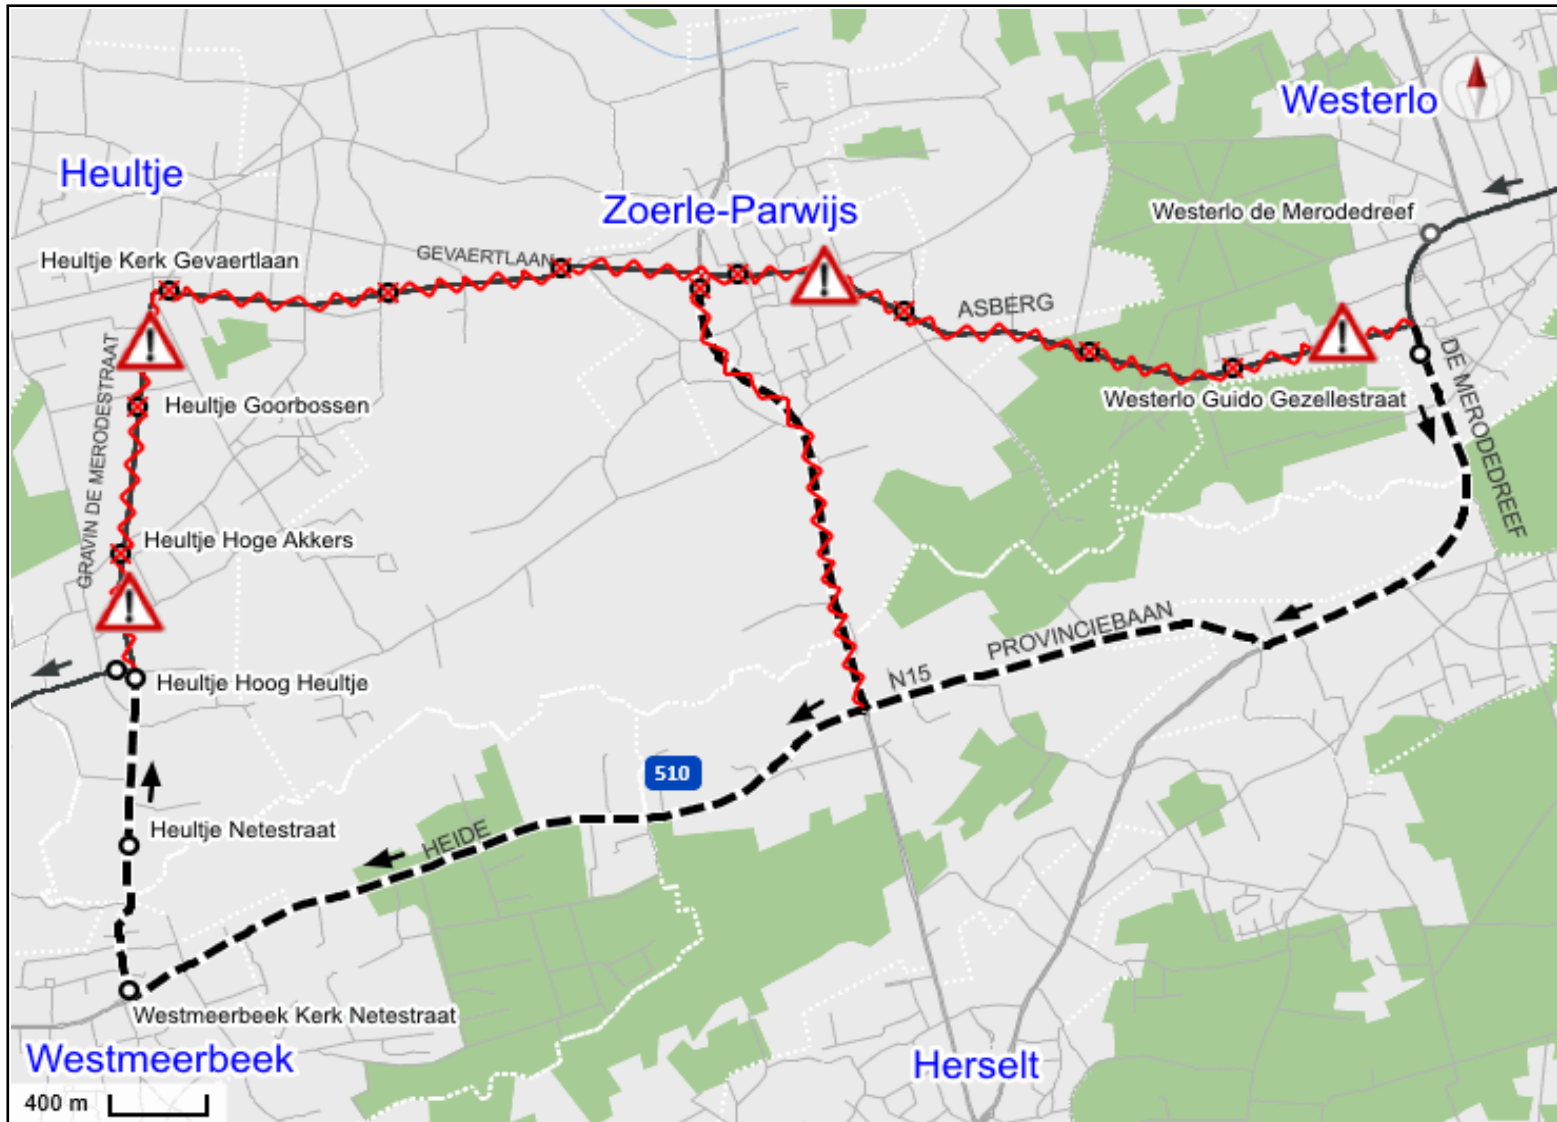 Westerlo
Heultje
Zoerle-Parwijs
Westerlo de Merodedreef
Heultje Kerk Gevaertlaan
GEVAERTLAAN
ASBERG
DE MERODEDREEF
GRAVIN DE MERODESTRAAT
Westerlo Guido Gezellestraat
Heultje Goorbossen
Heultje Hoge Akkers
PROVINCIEBAAN
N15
Heultje Hoog Heultje
510
Heultje Netestraat
HEIDE
Westmeerbeek Kerk Netestraat
Westmeerbeek
Herselt
400 m